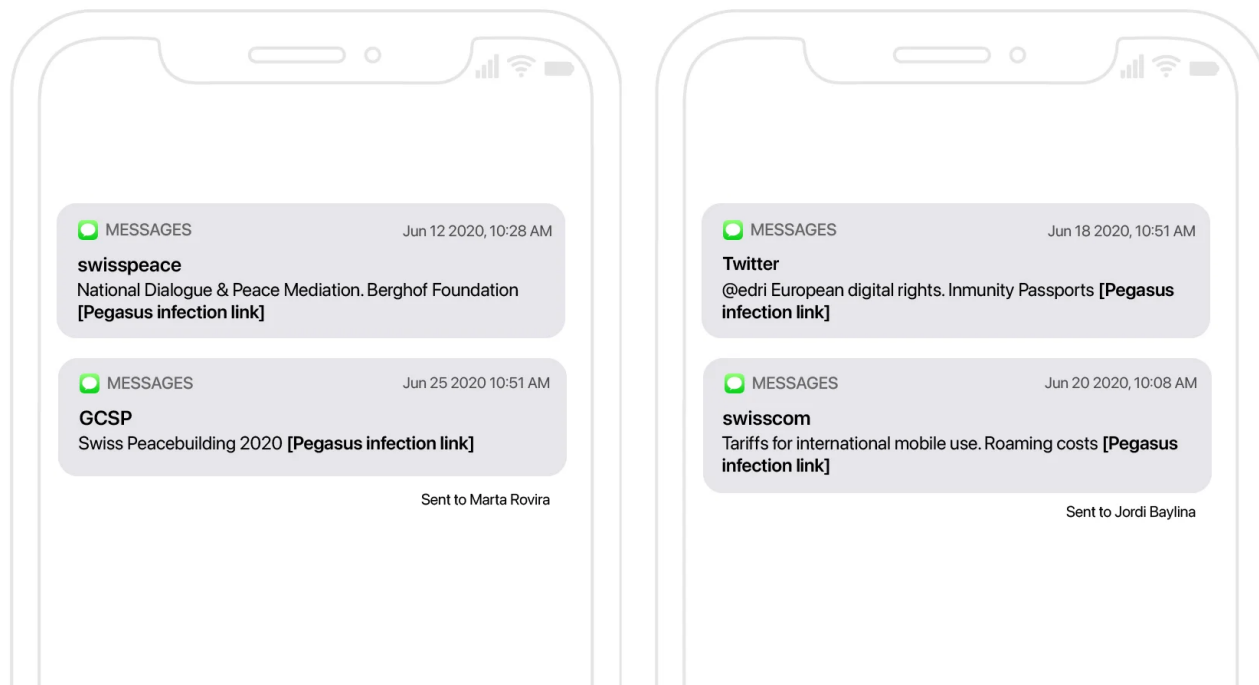 MESSAGES Jun 12 2020, 10:28 AM
swisspeace
National Dialogue & Peace Mediation. Berghof Foundation
[Pegasus infection link]
MESSAGES Jun 25 2020 10:51 AM
GCSP
Swiss Peacebuilding 2020 [Pegasus infection link]
Sent to Marta Rovira
MESSAGES Jun 18 2020, 10:51 AM
Twitter
@edri European digital rights. Inmunity Passports [Pegasus
infection link]
MESSAGES Jun 20 2020, 10:08 AM
swisscom
Tariffs for international mobile use. Roaming costs [Pegasus
infection link]
Sent to Jordi Baylina